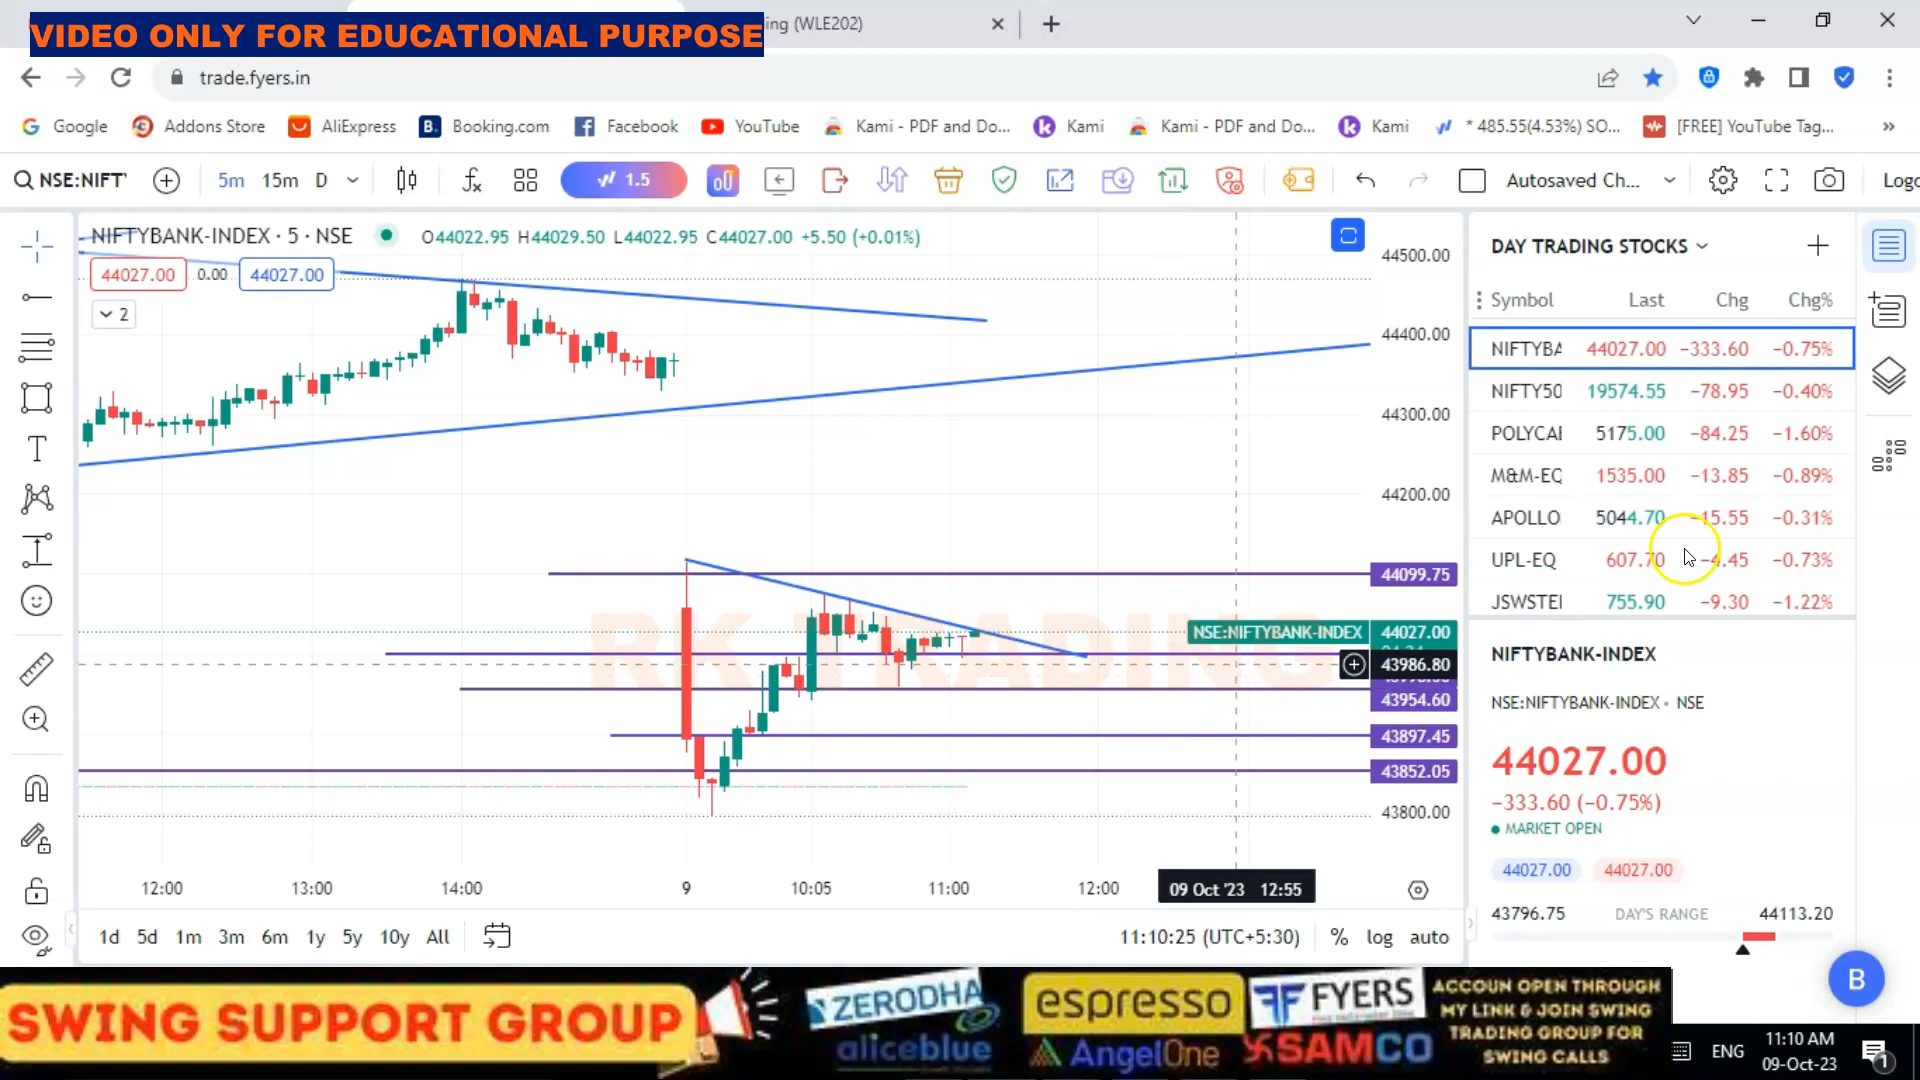 VIDEO ONLY FOR EDUCATIONAL PURPOSE
ing (WLE202)
trade.fyers.in
Google
Addons Store
AliExpress
Booking.com
Facebook
YouTube
Kami - PDF and Do...
Kami
Kami - PDF and Do...
Kami
* 485.55(4.53%) SO...
[FREE] YouTube Tag...
NSE:NIFT
5m 15m D
1.5
Autosaved Ch...
NIFTYBANK-INDEX · 5 · NSE
O44022.95 H44029.50 L44022.95 C44027.00 +5.50 (+0.01%)
44027.00 0.00 44027.00
2
44500.00
44400.00
44300.00
44200.00
44099.75
NSE:NIFTYBANK-INDEX 44027.00
43986.80
43954.60
43897.45
43852.05
43800.00
RK TRADING
12:00 13:00 14:00 9 10:05 11:00 12:00 09 Oct '23 12:55
1d 5d 1m 3m 6m 1y 5y 10y All
11:10:25 (UTC+5:30) % log auto
DAY TRADING STOCKS
Symbol Last Chg Chg%
NIFTYBA 44027.00 −333.60 −0.75%
NIFTY50 19574.55 −78.95 −0.40%
POLYCAB 5175.00 −84.25 −1.60%
M&M-EQ 1535.00 −13.85 −0.89%
APOLLO 5044.70 −15.55 −0.31%
UPL-EQ 607.70 −4.45 −0.73%
JSWSTEE 755.90 −9.30 −1.22%
NIFTYBANK-INDEX
NSE:NIFTYBANK-INDEX • NSE
44027.00
−333.60 (−0.75%)
MARKET OPEN
44027.00 44027.00
43796.75 DAY'S RANGE 44113.20
B
SWING SUPPORT GROUP
ZERODHA
aliceblue
espresso
AngelOne
FYERS
SAMCO
ACCOUN OPEN THROUGH
MY LINK & JOIN SWING
TRADING GROUP FOR
SWING CALLS
ENG
11:10 AM
09-Oct-23
1